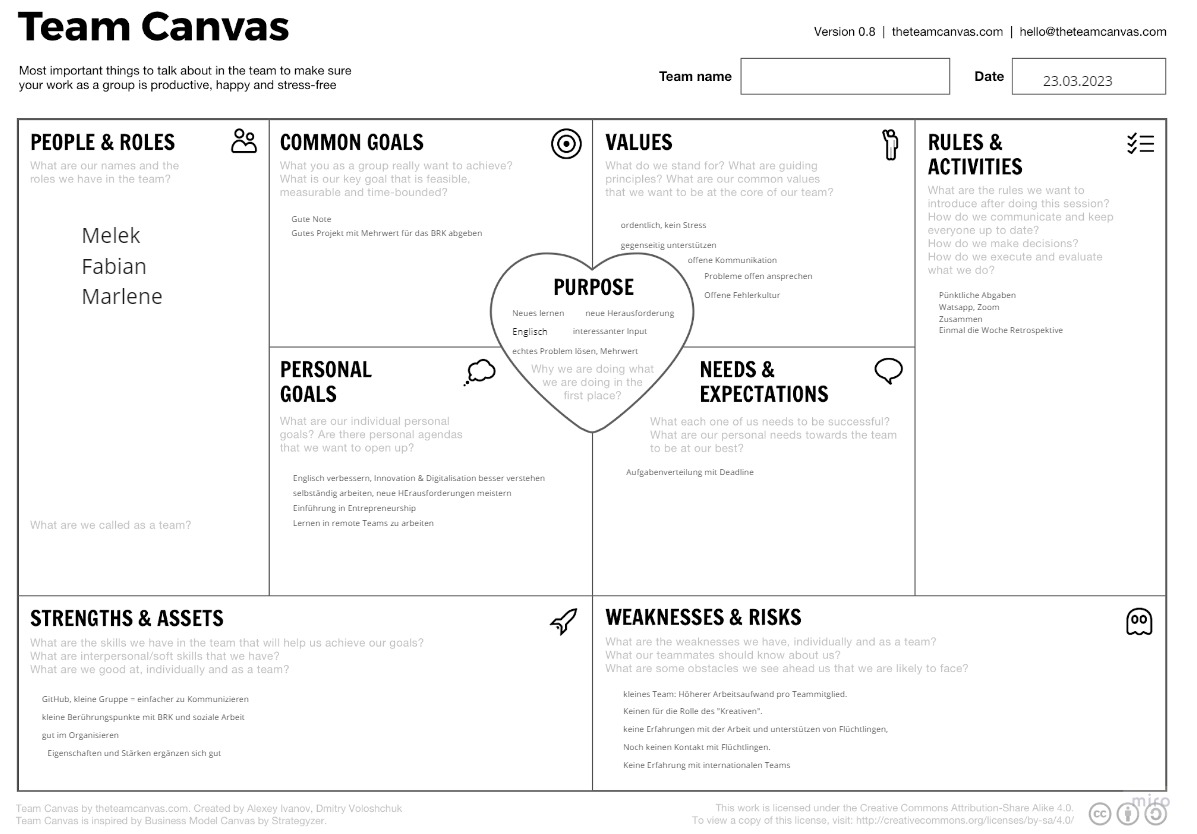 Team Canvas
Version 0.8 | theteamcanvas.com | hello@theteamcanvas.com
Most important things to talk about in the team to make sure
your work as a group is productive, happy and stress-free
Team name
Date
23.03.2023
PEOPLE & ROLES
What are our names and the
roles we have in the team?
Melek
Fabian
Marlene
What are we called as a team?
COMMON GOALS
What you as a group really want to achieve?
What is our key goal that is feasible,
measurable and time-bounded?
Gute Note
Gutes Projekt mit Mehrwert für das BRK abgeben
VALUES
What do we stand for? What are guiding
principles? What are our common values
that we want to be at the core of our team?
ordentlich, kein Stress
gegenseitig unterstützen
offene Kommunikation
Probleme offen ansprechen
Offene Fehlerkultur
RULES &
ACTIVITIES
What are the rules we want to
introduce after doing this session?
How do we communicate and keep
everyone up to date?
How do we make decisions?
How do we execute and evaluate
what we do?
Pünktliche Abgaben
Watsapp, Zoom
Zusammen
Einmal die Woche Retrospektive
PURPOSE
Neues lernen neue Herausforderung
Englisch interessanter Input
echtes Problem lösen, Mehrwert
Why we are doing what
we are doing in the
first place?
PERSONAL
GOALS
What are our individual personal
goals? Are there personal agendas
that we want to open up?
Englisch verbessern, Innovation & Digitalisation besser verstehen
selbständig arbeiten, neue HErausforderungen meistern
Einführung in Entrepreneurship
Lernen in remote Teams zu arbeiten
NEEDS &
EXPECTATIONS
What each one of us needs to be successful?
What are our personal needs towards the team
to be at our best?
Aufgabenverteilung mit Deadline
STRENGTHS & ASSETS
What are the skills we have in the team that will help us achieve our goals?
What are interpersonal/soft skills that we have?
What are we good at, individually and as a team?
GitHub, kleine Gruppe ~ einfacher zu Kommunizieren
kleine Berührungspunkte mit BRK und soziale Arbeit
gut im Organisieren
Eigenschaften und Stärken ergänzen sich gut
WEAKNESSES & RISKS
What are the weaknesses we have, individually and as a team?
What our teammates should know about us?
What are some obstacles we see ahead us that we are likely to face?
kleines Team: Höherer Arbeitsaufwand pro Teammitglied.
Keinen für die Rolle des "Kreativen".
keine Erfahrungen mit der Arbeit und unterstützen von Flüchtlingen,
Noch keinen Kontakt mit Flüchtlingen.
Keine Erfahrung mit internationalen Teams
Team Canvas by theteamcanvas.com. Created by Alexey Ivanov, Dmitry Voloshchuk
Team Canvas is inspired by Business Model Canvas by Strategyzer.
This work is licensed under the Creative Commons Attribution-Share Alike 4.0.
To view a copy of this license, visit: http://creativecommons.org/licenses/by-sa/4.0/
cc
miro